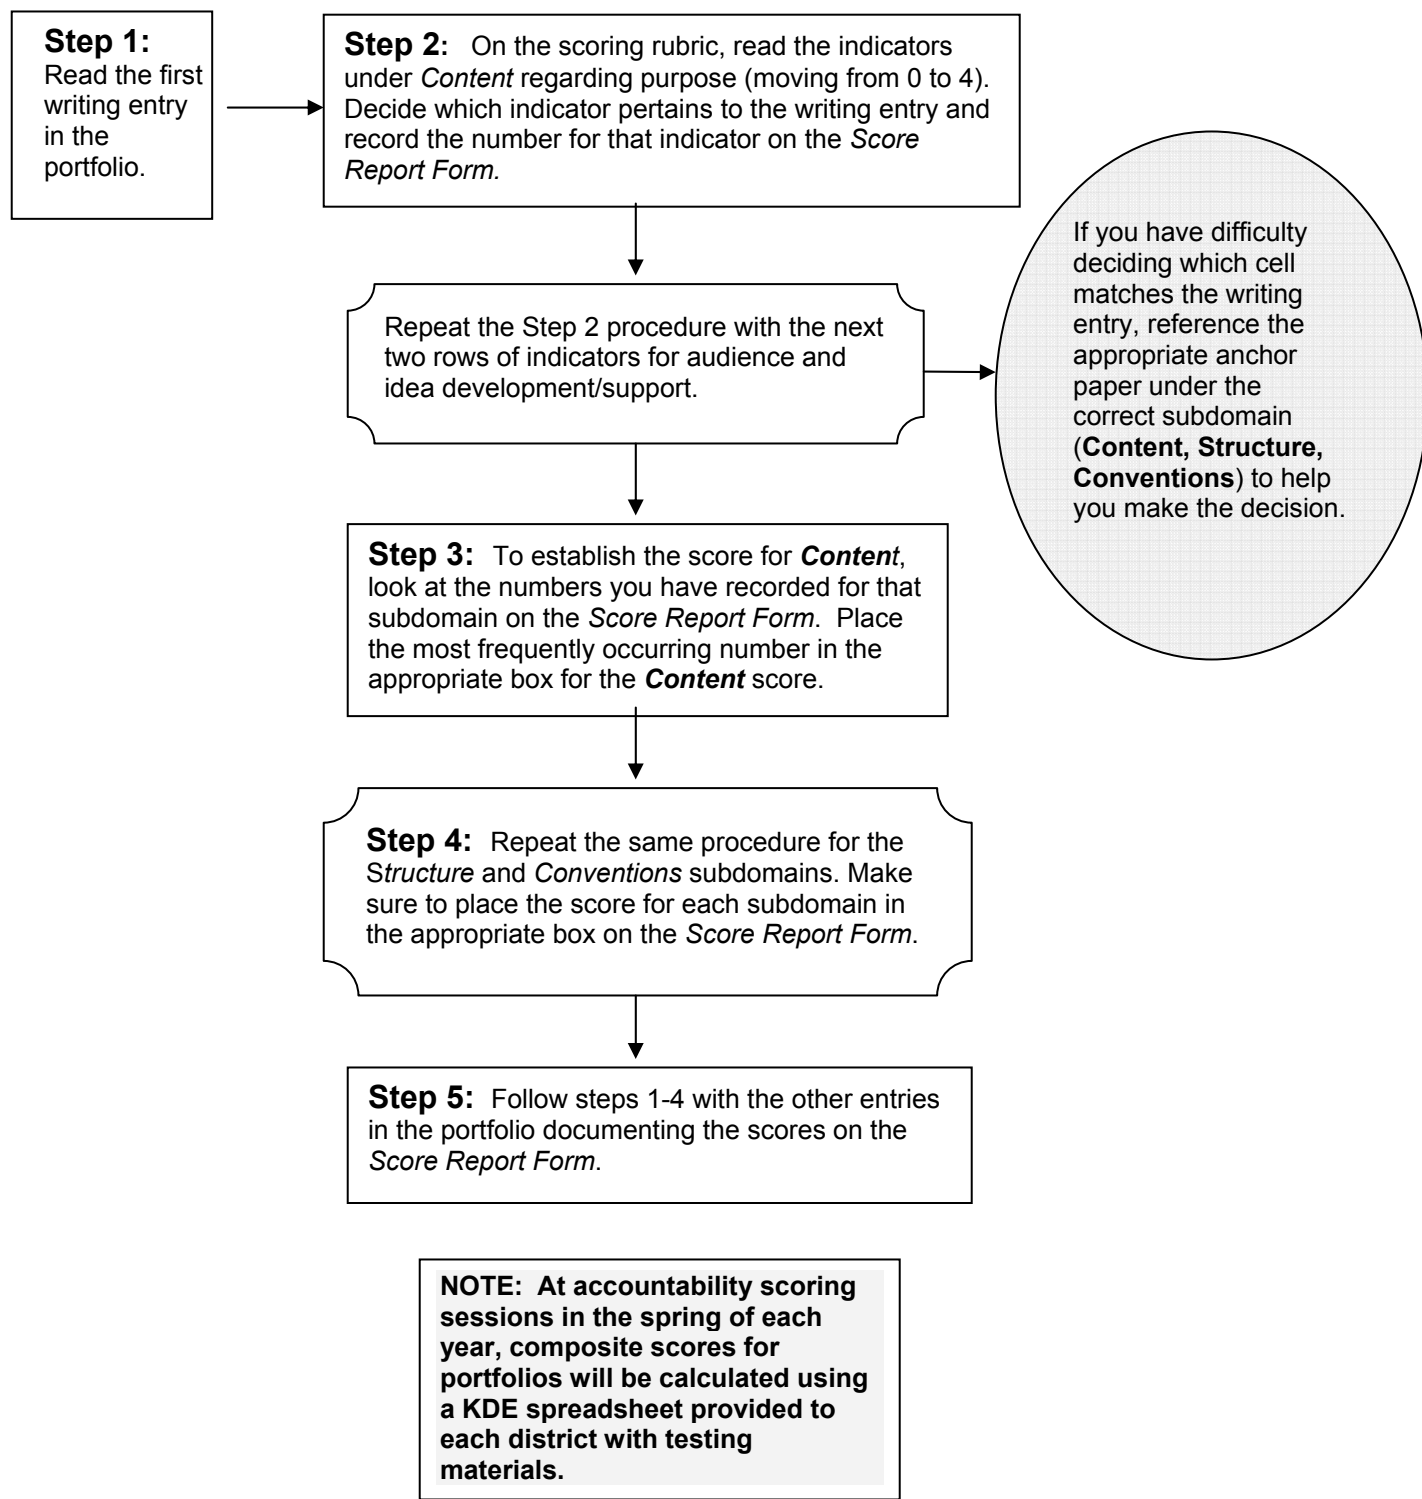 Step 1:
Read the first
writing entry
in the
portfolio.
Step 2: On the scoring rubric, read the indicators
under Content regarding purpose (moving from 0 to 4).
Decide which indicator pertains to the writing entry and
record the number for that indicator on the Score
Report Form.
Repeat the Step 2 procedure with the next
two rows of indicators for audience and
idea development/support.
If you have difficulty
deciding which cell
matches the writing
entry, reference the
appropriate anchor
paper under the
correct subdomain
(Content, Structure,
Conventions) to help
you make the decision.
Step 3: To establish the score for Content,
look at the numbers you have recorded for that
subdomain on the Score Report Form. Place
the most frequently occurring number in the
appropriate box for the Content score.
Step 4: Repeat the same procedure for the
Structure and Conventions subdomains. Make
sure to place the score for each subdomain in
the appropriate box on the Score Report Form.
Step 5: Follow steps 1-4 with the other entries
in the portfolio documenting the scores on the
Score Report Form.
NOTE: At accountability scoring
sessions in the spring of each
year, composite scores for
portfolios will be calculated using
a KDE spreadsheet provided to
each district with testing
materials.